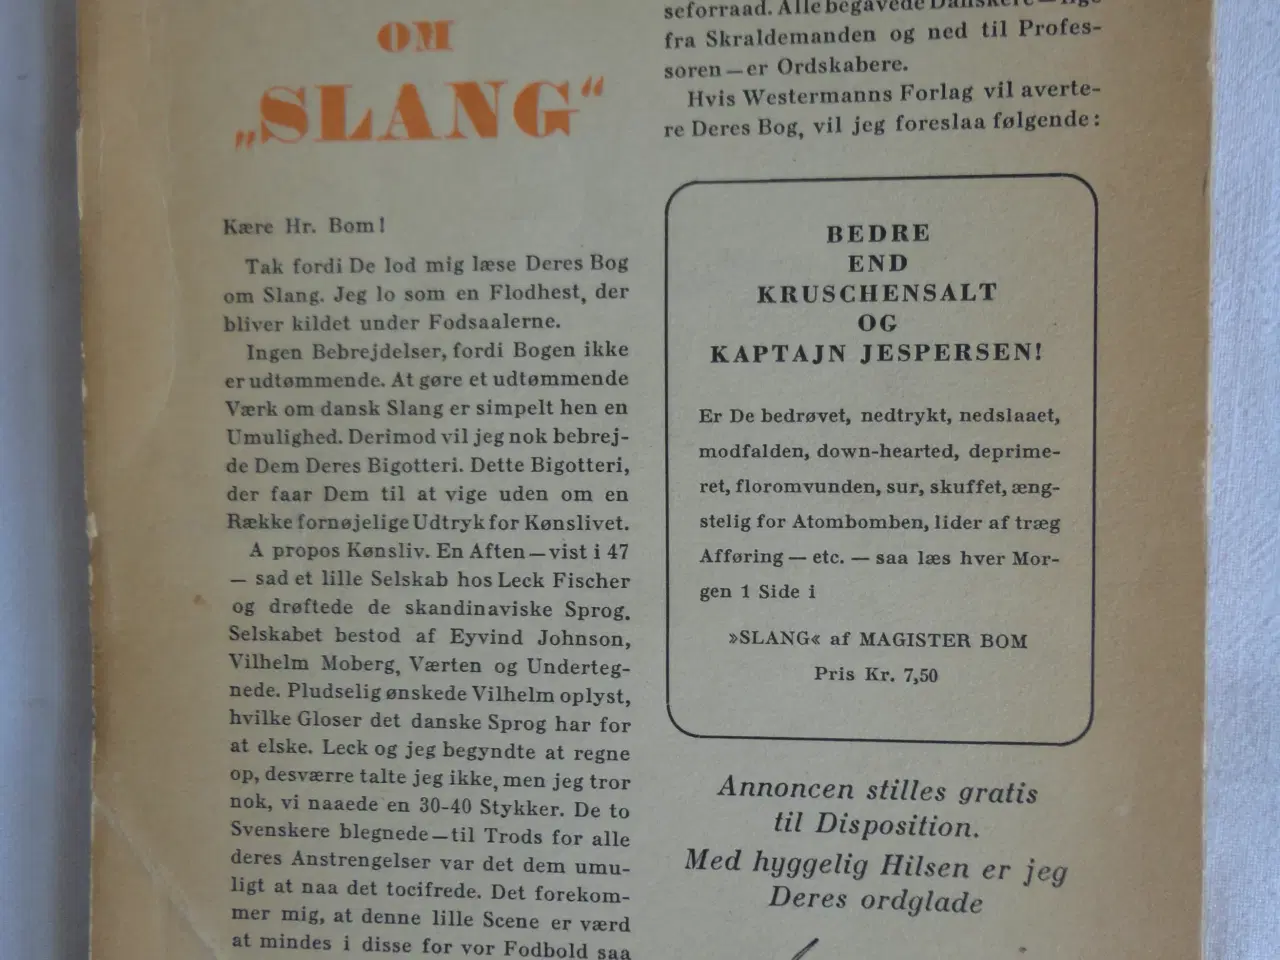 OM
„SLANG“
Kære Hr. Bom!
Tak fordi De lod mig læse Deres Bog
om Slang. Jeg lo som en Flodhest, der
bliver kildet under Fodsaalerne.
Ingen Bebrejdelser, fordi Bogen ikke
er udtømmende. At gøre et udtømmende
Værk om dansk Slang er simpelt hen en
Umulighed. Derimod vil jeg nok bebrej-
de Dem Deres Bigotteri. Dette Bigotteri,
der faar Dem til at vige uden om en
Række fornøjelige Udtryk for Kønslivet.
A propos Kønsliv. En Aften — vist i 47
— sad et lille Selskab hos Leck Fischer
og drøftede de skandinaviske Sprog.
Selskabet bestod af Eyvind Johnson,
Vilhelm Moberg, Værten og Underteg-
nede. Pludselig ønskede Vilhelm oplyst,
hvilke Gloser det danske Sprog har for
at elske. Leck og jeg begyndte at regne
op, desværre talte jeg ikke, men jeg tror
nok, vi naaede en 30-40 Stykker. De to
Svenskere blegnede — til Trods for alle
deres Anstrengelser var det dem umu-
ligt at naa det tocifrede. Det forekom-
mer mig, at denne lille Scene er værd
at mindes i disse for vor Fodbold saa
seforraad. Alle begavede Danskere — lige
fra Skraldemanden og ned til Profes-
soren — er Ordskabere.
Hvis Westermanns Forlag vil averte-
re Deres Bog, vil jeg foreslaa følgende:
BEDRE
END
KRUSCHENSALT
OG
KAPTAJN JESPERSEN!
Er De bedrøvet, nedtrykt, nedslaaet,
modfalden, down-hearted, deprime-
ret, floromvunden, sur, skuffet, æng-
stelig for Atombomben, lider af træg
Afføring — etc. — saa læs hver Mor-
gen 1 Side i
»SLANG« af MAGISTER BOM
Pris Kr. 7,50
Annoncen stilles gratis
til Disposition.
Med hyggelig Hilsen er jeg
Deres ordglade